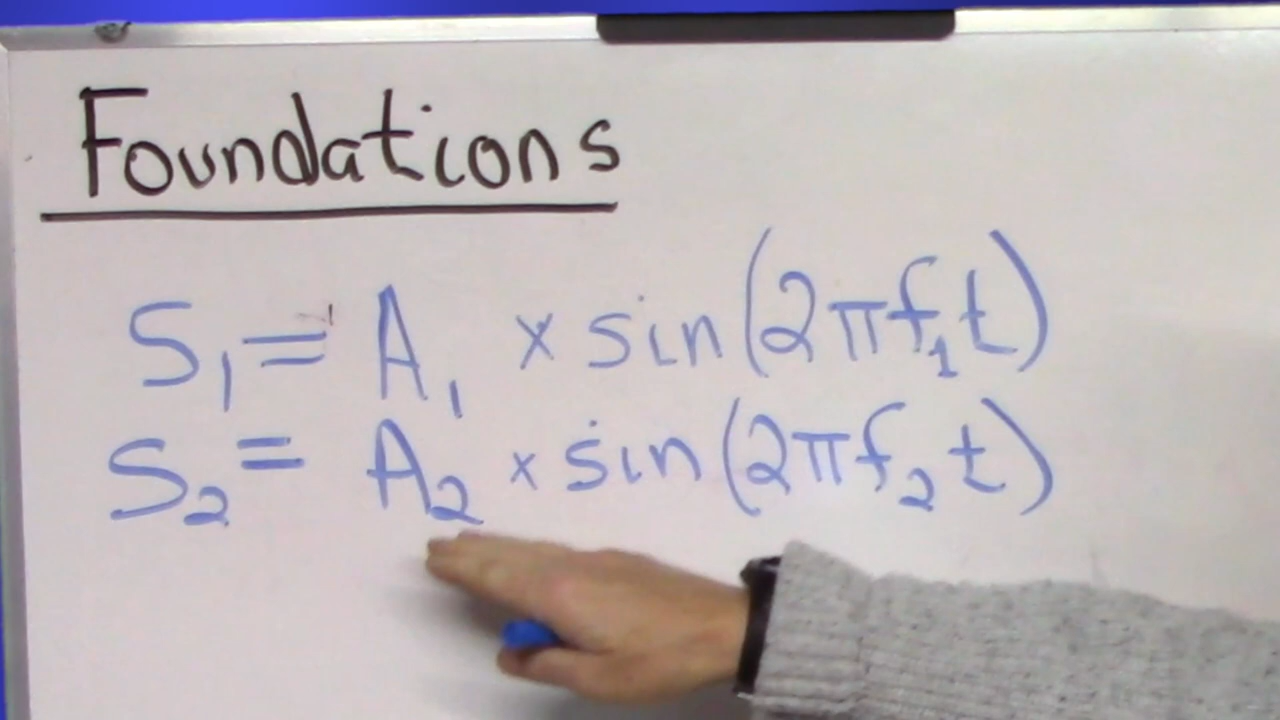 Foundations
S₁ = A₁ × sin(2πf₁t)
S₂ = A₂ × sin(2πf₂t)